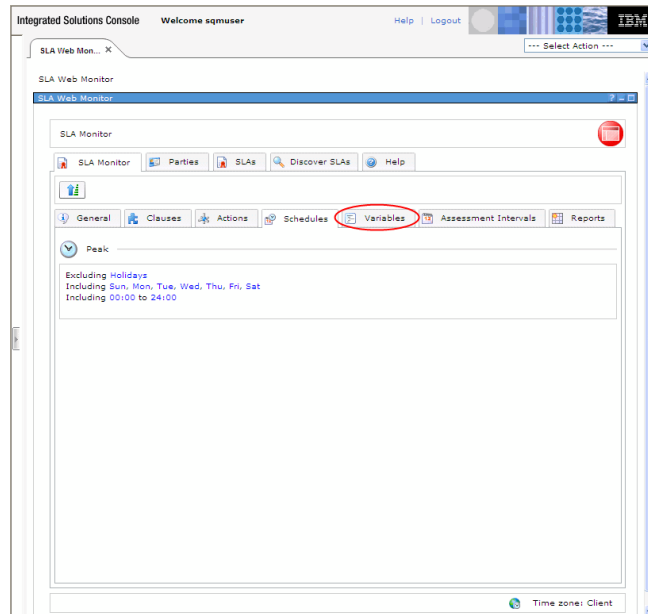 Integrated Solutions Console Welcome sqmuser Help | Logout IBM
SLA Web Mon... X --- Select Action ---
SLA Web Monitor
SLA Web Monitor
SLA Monitor
SLA Monitor Parties SLAs Discover SLAs Help
General Clauses Actions Schedules Variables Assessment Intervals Reports
Peak
Excluding Holidays
Including Sun, Mon, Tue, Wed, Thu, Fri, Sat
Including 00:00 to 24:00
Time zone: Client